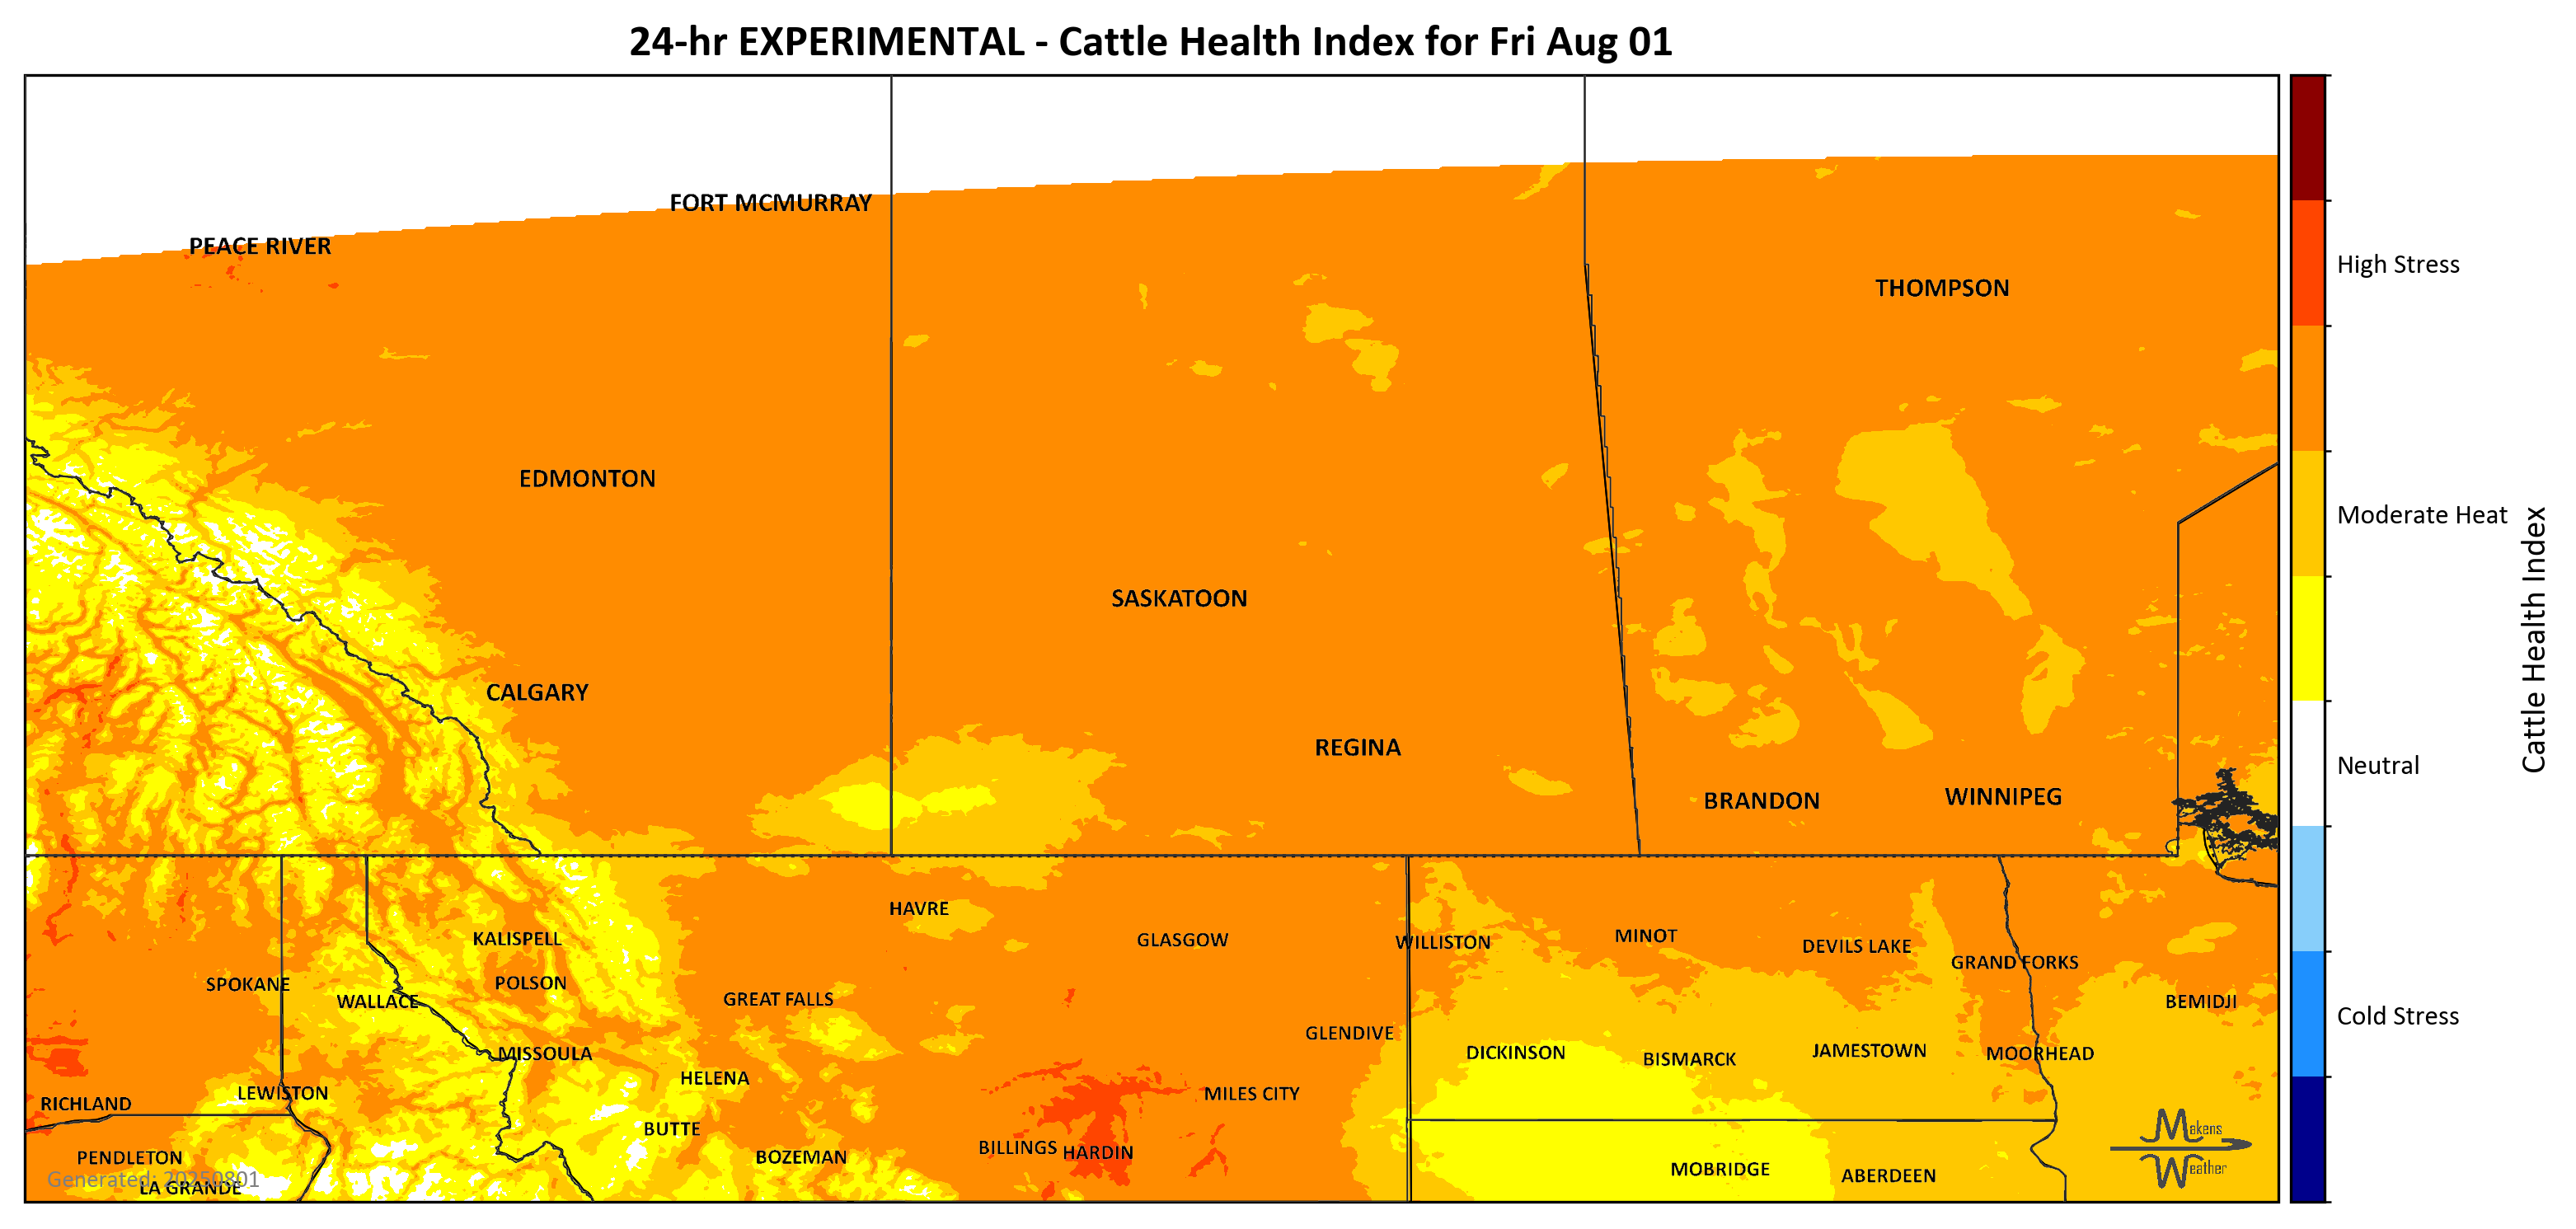 24-hr EXPERIMENTAL - Cattle Health Index for Fri Aug 01
FORT MCMURRAY
PEACE RIVER
THOMPSON
EDMONTON
SASKATOON
CALGARY
REGINA
BRANDON
WINNIPEG
HAVRE
GLASGOW
WILLISTON
MINOT
DEVILS LAKE
GRAND FORKS
KALISPELL
SPOKANE
POLSON
WALLACE
GREAT FALLS
BEMIDJI
GLENDIVE
MISSOULA
DICKINSON
BISMARCK
JAMESTOWN
MOORHEAD
HELENA
LEWISTON
MILES CITY
RICHLAND
BUTTE
BILLINGS
HARDIN
PENDLETON
BOZEMAN
MOBRIDGE
ABERDEEN
LA GRANDE
Generated: 20250801
Makens
Weather
High Stress
Moderate Heat
Neutral
Cold Stress
Cattle Health Index